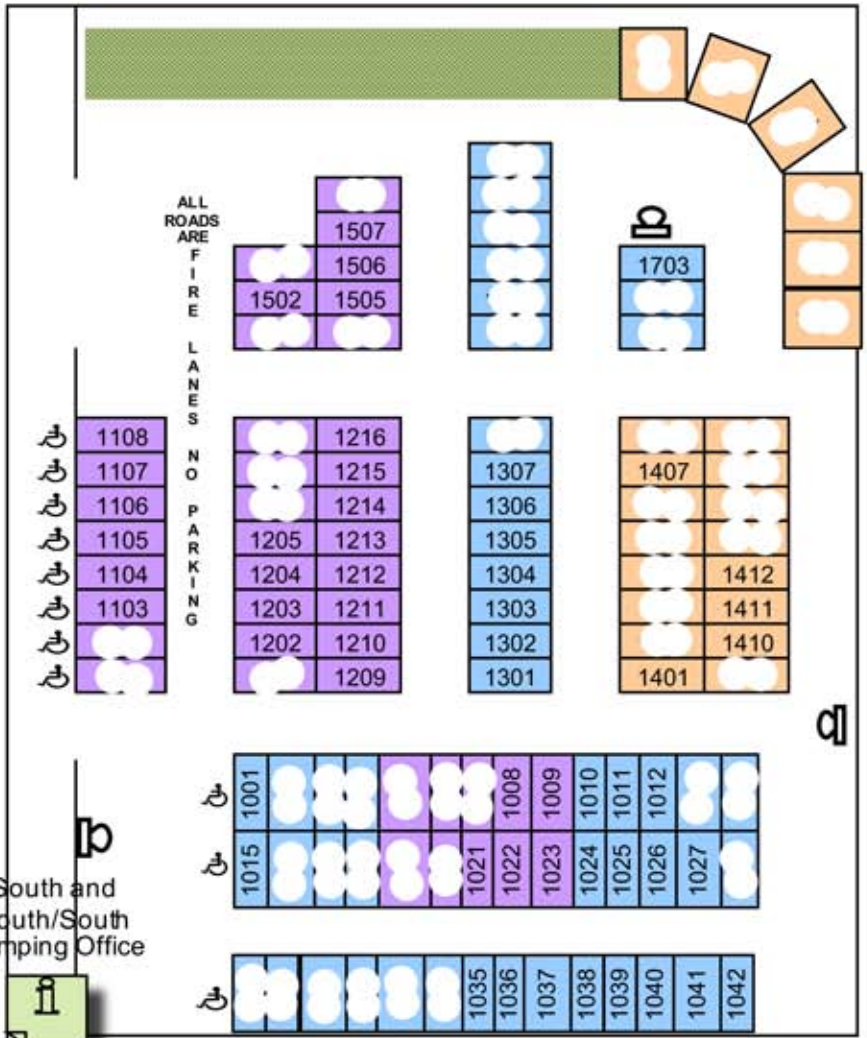 ALL
ROADS
ARE
F
I
R
E
L
A
N
E
S
N
O
P
A
R
K
I
N
G
1507
1506
1502 1505
1703
1108 1216
1107 1215 1307 1407
1106 1214 1306
1105 1205 1213 1305
1104 1204 1212 1304 1412
1103 1203 1211 1303 1411
1202 1210 1302 1410
1209 1301 1401
1001 1008 1009 1010 1011 1012
1015 1021 1022 1023 1024 1025 1026 1027
South and
outh/South
mping Office
i
1035 1036 1037 1038 1039 1040 1041 1042